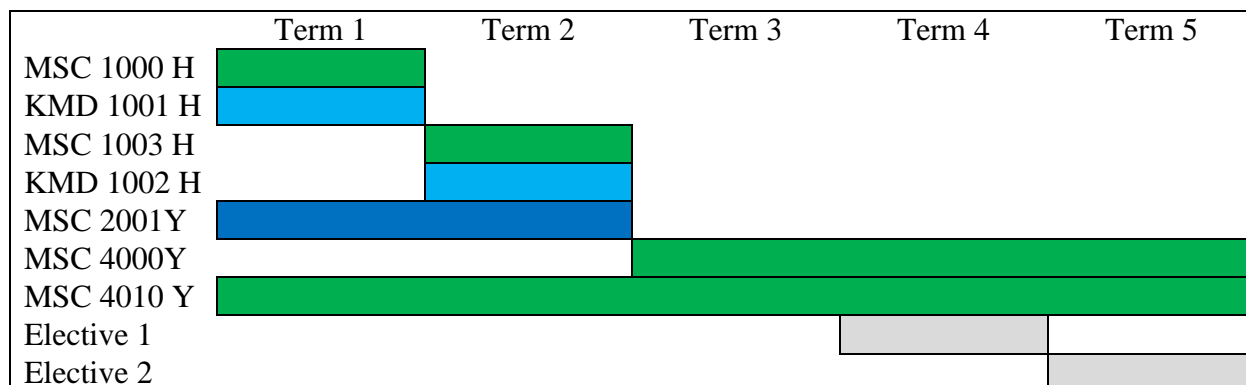 Term 1 Term 2 Term 3 Term 4 Term 5
MSC 1000 H
KMD 1001 H
MSC 1003 H
KMD 1002 H
MSC 2001Y
MSC 4000Y
MSC 4010 Y
Elective 1
Elective 2